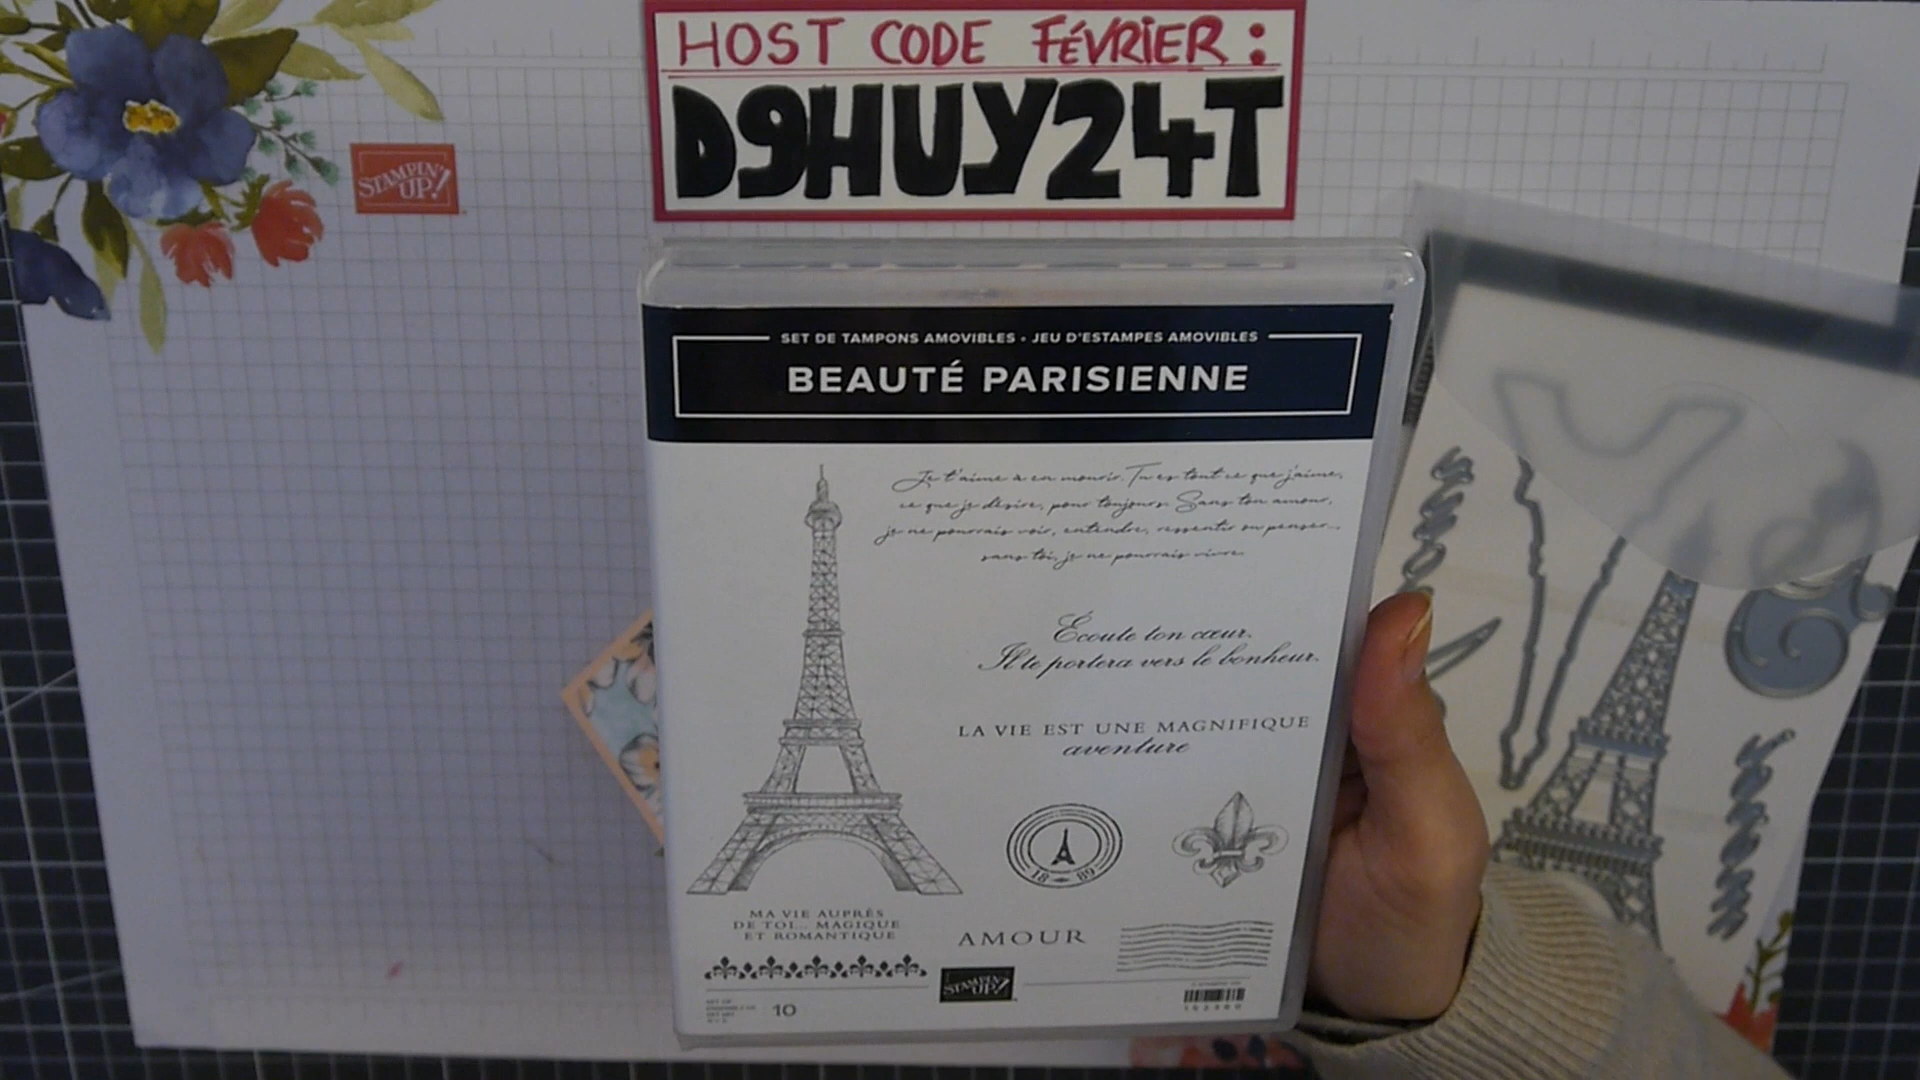 HOST CODE FÉVRIER :
D9HUY24T
STAMPIN' UP!
SET DE TAMPONS AMOVIBLES • JEU D'ESTAMPES AMOVIBLES
BEAUTÉ PARISIENNE
Je t'aime à en mourir. Tu es tout ce que j'aime,
ce que je désire, pour toujours. Sans ton amour,
je ne pourrais voir, entendre, ressentir ou penser...
sans toi, je ne pourrais vivre.
Écoute ton cœur.
Il te portera vers le bonheur.
LA VIE EST UNE MAGNIFIQUE
aventure
18 89
MA VIE AUPRÈS
DE TOI... MAGIQUE
ET ROMANTIQUE
AMOUR
STAMPIN' UP!
10